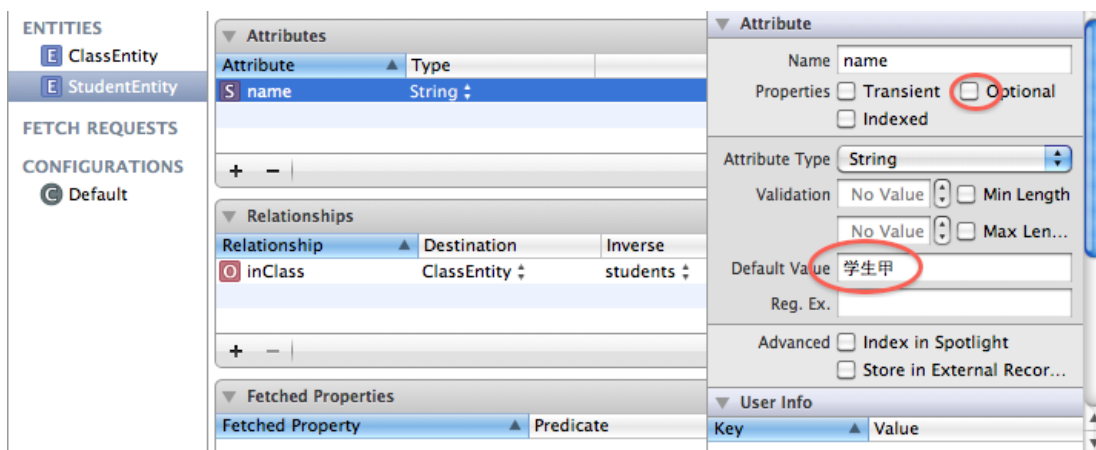 ENTITIES
E ClassEntity
E StudentEntity
FETCH REQUESTS
CONFIGURATIONS
C Default
Attributes
Attribute Type
S name String
Relationships
Relationship Destination Inverse
O inClass ClassEntity students
Fetched Properties
Fetched Property Predicate
Attribute
Name name
Properties Transient Optional
Indexed
Attribute Type String
Validation No Value Min Length
No Value Max Len...
Default Value 学生甲
Reg. Ex.
Advanced Index in Spotlight
Store in External Recor...
User Info
Key Value